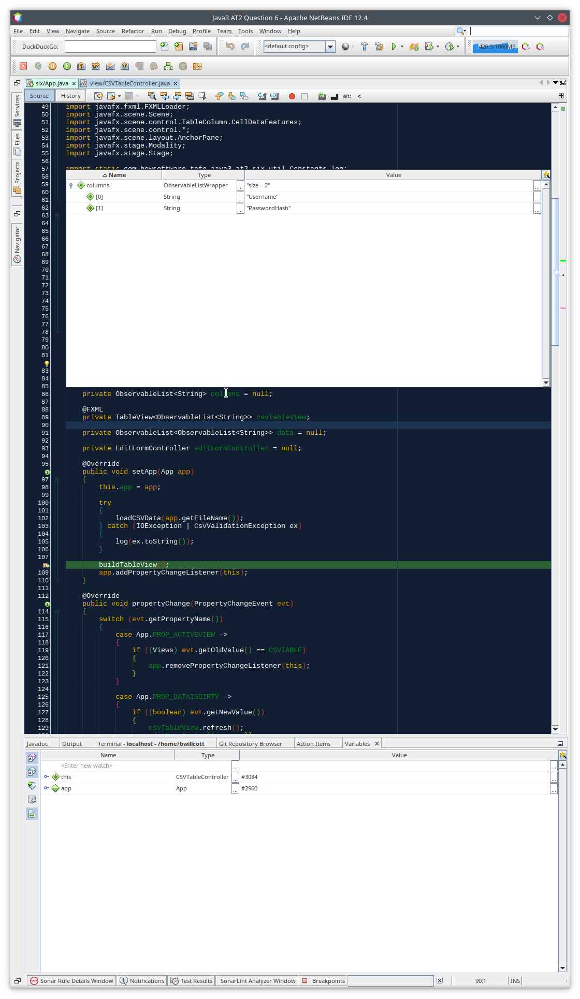 Java3 AT2 Question 6 - Apache NetBeans IDE 12.4
File Edit View Navigate Source Refactor Run Debug Profile Team Tools Window Help
DuckDuckGo: <default config> 420.3/1000MB
six/App.java view/CSVTableController.java
Source History &lt; <
Services
Files
Projects
Navigator
49 import javafx.fxml.FXMLLoader;
50 import javafx.scene.Scene;
51 import javafx.scene.control.TableColumn.CellDataFeatures;
52 import javafx.scene.control.*;
53 import javafx.scene.layout.AnchorPane;
54 import javafx.stage.Modality;
55 import javafx.stage.Stage;
56
57 import static com.bewsoftware.tafe.java3.at2.six.util.Constants.log;
58 Name Type Value
59 columns ObservableListWrapper ... "size = 2" ...
60 [0] String ... "Username" ...
61
62 [1] String ... "PasswordHash" ...
63
64
65
66
67
68
69
70
71
72
73
74
75
76
77
78
79
80
81
83
84
85
86 private ObservableList<String> columns = null;
87
88 @FXML
89 private TableView<ObservableList<String>> csvTableView;
90
91 private ObservableList<ObservableList<String>> data = null;
92
93 private EditFormController editFormController = null;
94
95 @Override
public void setApp(App app)
97 {
98 this.app = app;
99
100 try
101 {
102 loadCSVData(app.getFileName());
103 } catch (IOException | CsvValidationException ex)
104 {
105 log(ex.toString());
106 }
107
buildTableView();
109 app.addPropertyChangeListener(this);
110 }
111
112 @Override
public void propertyChange(PropertyChangeEvent evt)
114 {
115 switch (evt.getPropertyName())
116 {
117 case App.PROP_ACTIVEVIEW ->
118 {
119 if ((Views) evt.getOldValue() == CSVTABLE)
120 {
121 app.removePropertyChangeListener(this);
122 }
123 }
124
125 case App.PROP_DATAISDIRTY ->
126 {
127 if ((boolean) evt.getNewValue())
128 {
129 csvTableView.refresh();
Javadoc Output Terminal - localhost - /home/bwillcott Git Repository Browser Action Items Variables
Name Type Value
<Enter new watch> ... ...
this CSVTableController ... #3084 ...
app App ... #2960 ...
Sonar Rule Details Window Notifications Test Results SonarLint Analyzer Window Breakpoints 90:1 INS